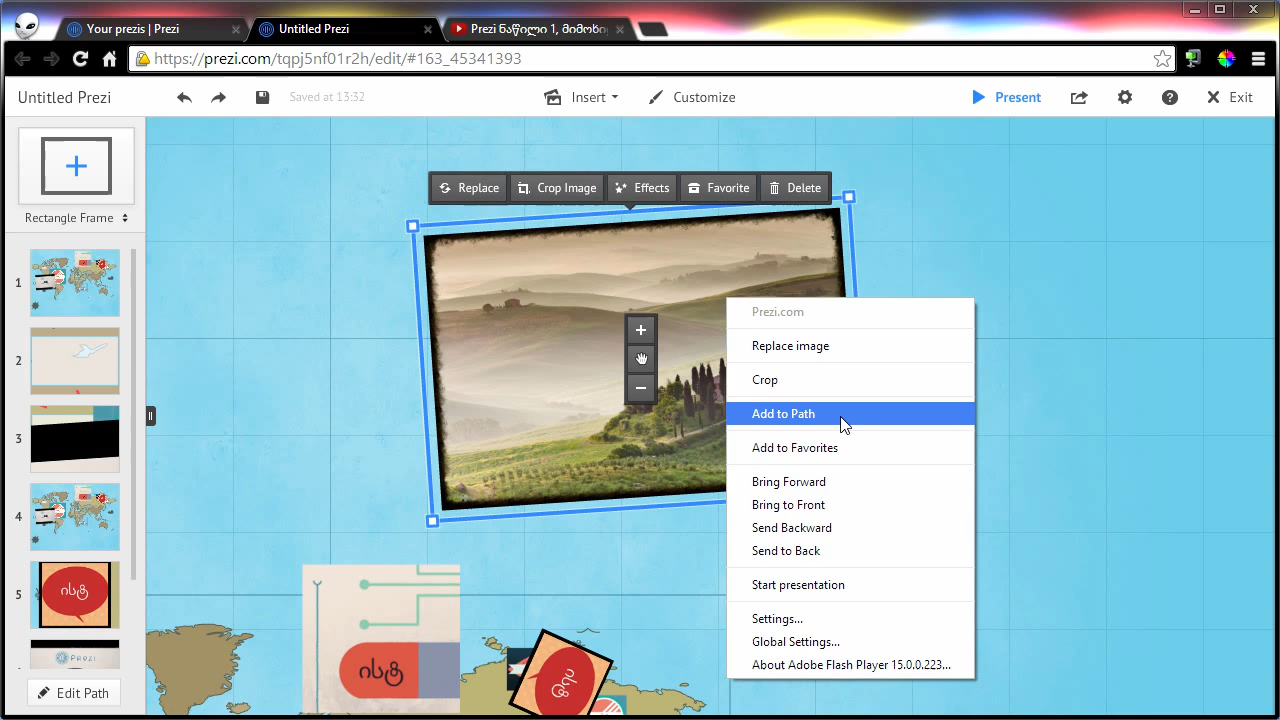 Your prezis | Prezi
Untitled Prezi
Prezi ნაწილი 1, მიმოხი
https://prezi.com/tqpj5nf01r2h/edit/#163_45341393
Untitled Prezi
Saved at 13:32
Insert
Customize
Present
Exit
Rectangle Frame
1
2
3
4
5
Prezi
Edit Path
Replace
Crop Image
Effects
Favorite
Delete
Prezi.com
Replace image
Crop
Add to Path
Add to Favorites
Bring Forward
Bring to Front
Send Backward
Send to Back
Start presentation
Settings...
Global Settings...
About Adobe Flash Player 15.0.0.223...
ისტ
ისტ
ისტ